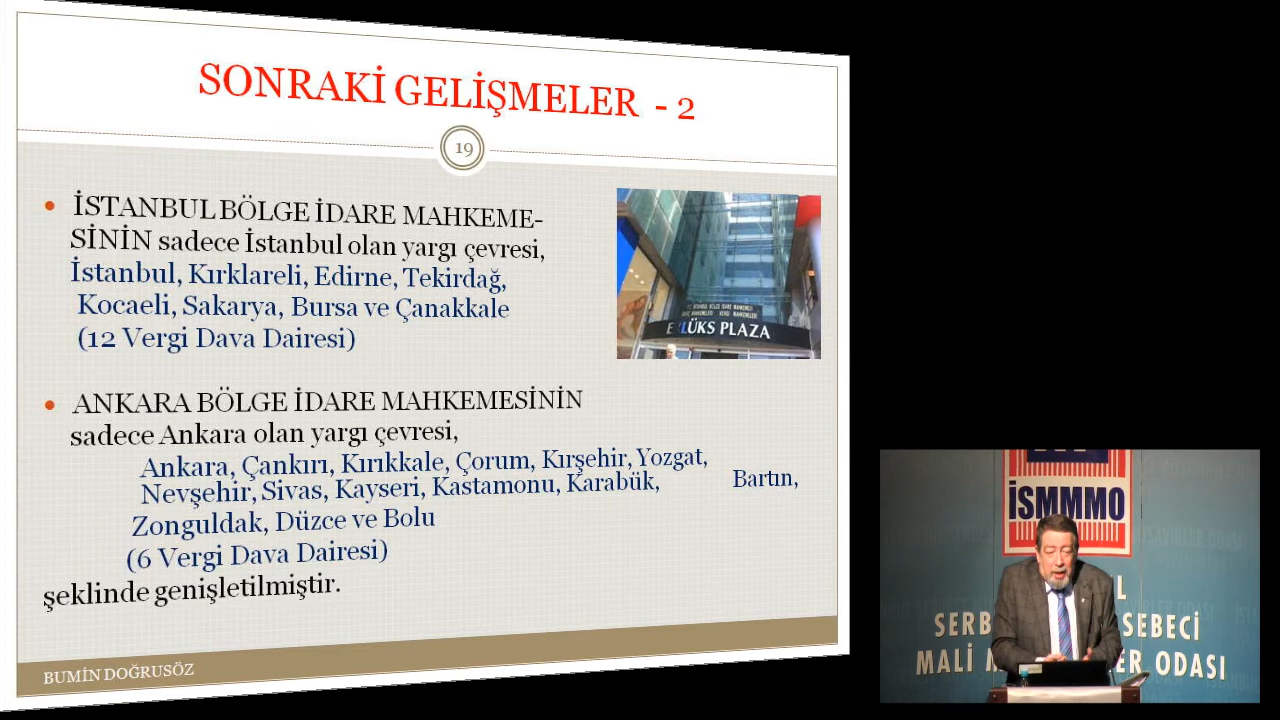 SONRAKİ GELİŞMELER - 2
19
• İSTANBUL BÖLGE İDARE MAHKEME-
SİNİN sadece İstanbul olan yargı çevresi,
İstanbul, Kırklareli, Edirne, Tekirdağ,
Kocaeli, Sakarya, Bursa ve Çanakkale
(12 Vergi Dava Dairesi)
LÜKS PLAZA
• ANKARA BÖLGE İDARE MAHKEMESİNİN
sadece Ankara olan yargı çevresi,
Ankara, Çankırı, Kırıkkale, Çorum, Kırşehir, Yozgat,
Nevşehir, Sivas, Kayseri, Kastamonu, Karabük, Bartın,
Zonguldak, Düzce ve Bolu
(6 Vergi Dava Dairesi)
şeklinde genişletilmiştir.
BUMİN DOĞRUSÖZ
İSMMMO
SERB SEBECİ
MALİ M ER ODASI